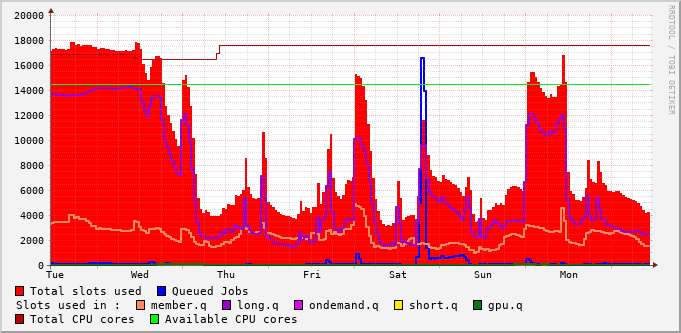 20000
18000
16000
14000
12000
10000
8000
6000
4000
2000
0
Tue Wed Thu Fri Sat Sun Mon
RRDTOOL / TOBI OETIKER
Total slots used Queued Jobs
Slots used in : member.q long.q ondemand.q short.q gpu.q
Total CPU cores Available CPU cores